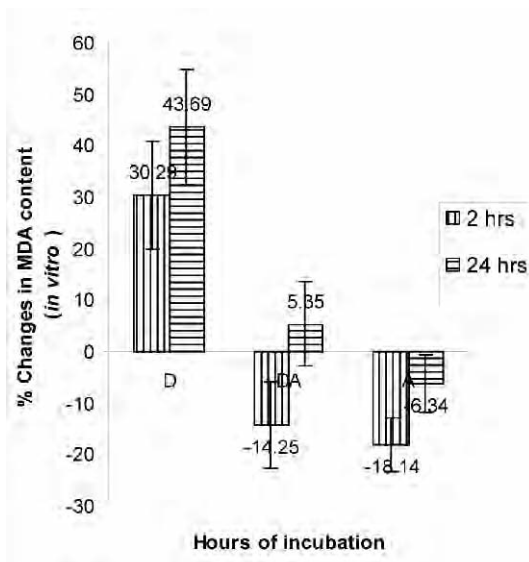 % Changes in MDA content
(in vitro )
60
50
40
30
20
10
0
-10
-20
-30
43.69
30.29
5.35
D
DA
A
-14.25
-6.34
-18.14
2 hrs
24 hrs
Hours of incubation